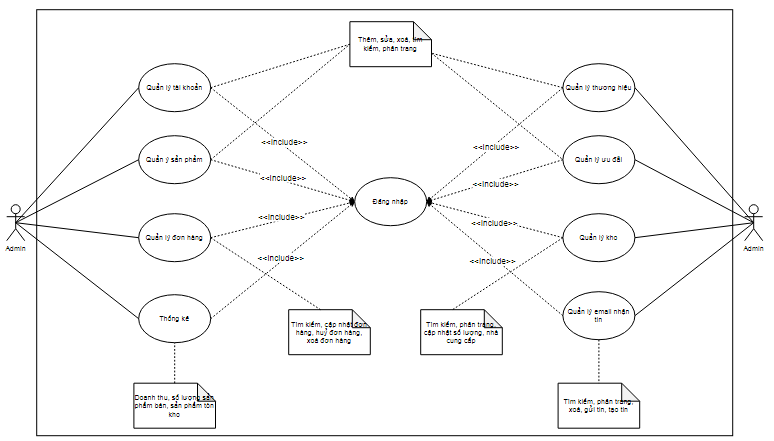 Thêm, sửa, xoá, tìm
kiếm, phân trang
Quản lý tài khoản
Quản lý thương hiệu
<<include>>
<<include>>
Quản ý sản phẩm
Quản lý ưu đãi
<<include>>
<<include>>
Đăng nhập
<<include>>
<<include>>
Quản lý đơn hàng
Quản lý kho
Admin
Admin
<<include>>
<<include>>
Thống kê
Quản lý email nhận
tin
Tìm kiếm, cập nhật đơn
hàng, huỷ đơn hàng,
xoá đơn hàng
Tìm kiếm, phân trang,
cập nhật số lượng, nhà
cung cấp
Doanh thu, số lượng sản
phẩm bán, sản phẩm tồn
kho
Tìm kiếm, phân trang,
xoá, gửi tin, tạo tin